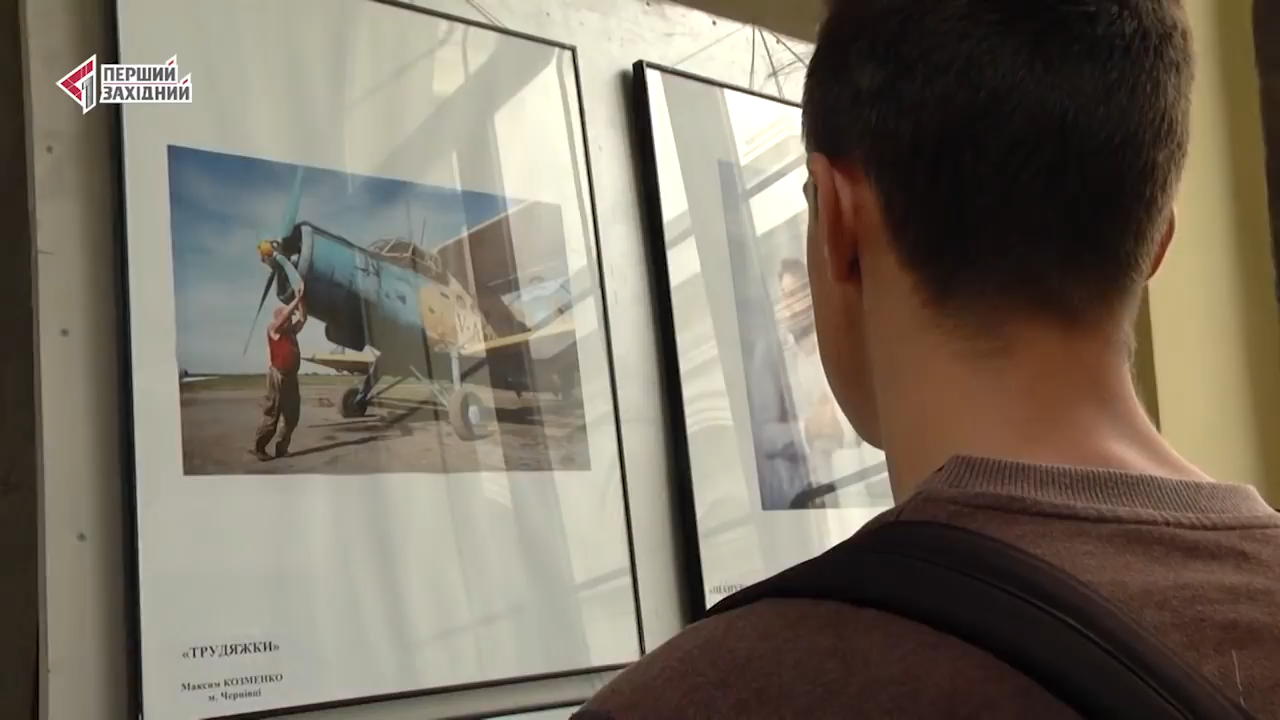 ПЕРШИЙ
ЗАХІДНИЙ
«ТРУДЯЖКИ»
Максим КОЗМЕНКО
м. Чернівці